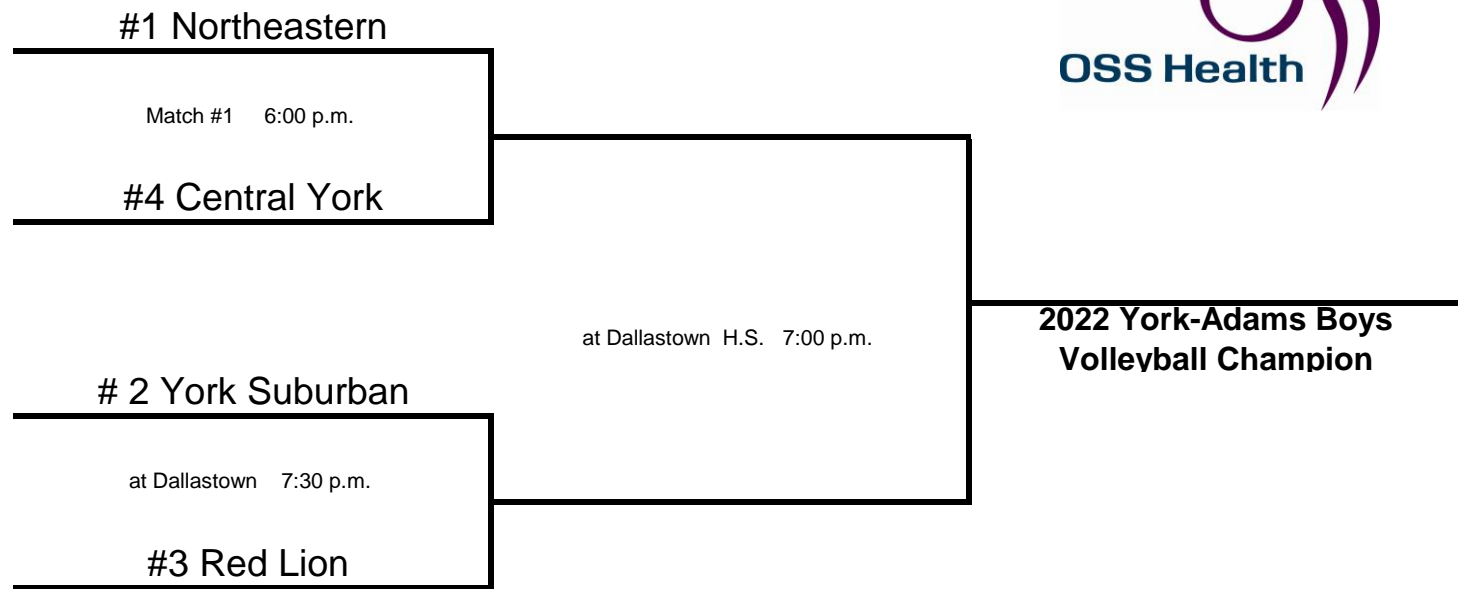 #1 Northeastern
OSS Health
Match #1 6:00 p.m.
#4 Central York
2022 York-Adams Boys
Volleyball Champion
at Dallastown H.S. 7:00 p.m.
# 2 York Suburban
at Dallastown 7:30 p.m.
#3 Red Lion